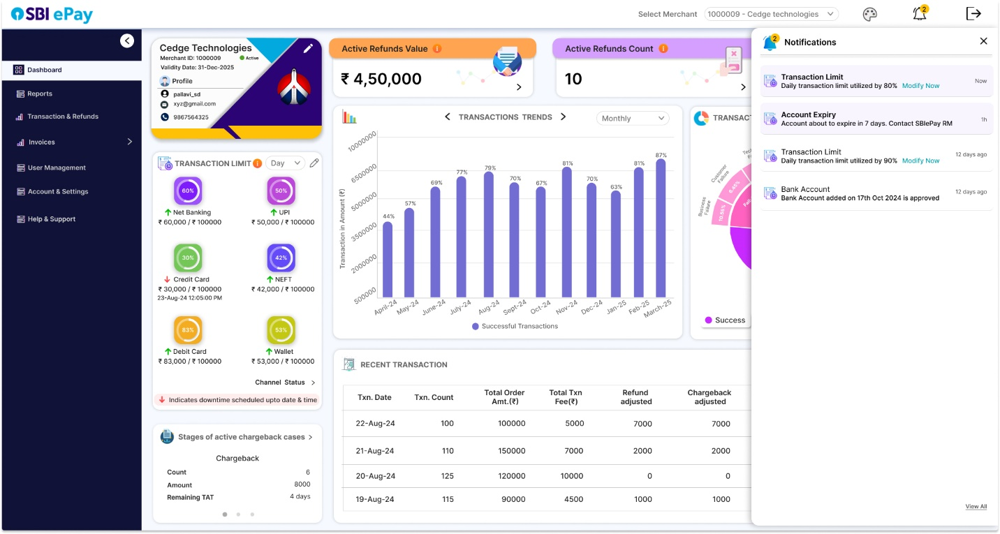 SBI ePay
Select Merchant
1000009 - Cedge technologies
2
Dashboard
Reports
Transaction & Refunds
Invoices
User Management
Account & Settings
Help & Support
Cedge Technologies
Merchant ID: 1000009
Active
Validity Date: 31-Dec-2025
Profile
pallavi_sd
xyz@gmail.com
9867564325
Active Refunds Value
₹ 4,50,000
Active Refunds Count
10
TRANSACTION LIMIT
Day
60%
Net Banking
₹ 60,000 / ₹ 100000
50%
UPI
₹ 50,000 / ₹ 100000
30%
Credit Card
₹ 30,000 / ₹ 100000
23-Aug-24 12:05:00 PM
42%
NEFT
₹ 42,000 / ₹ 100000
83%
Debit Card
₹ 83,000 / ₹ 100000
53%
Wallet
₹ 53,000 / ₹ 100000
Channel Status
Indicates downtime scheduled upto date & time
Stages of active chargeback cases
Chargeback
Count 6
Amount 8000
Remaining TAT 4 days
TRANSACTIONS TRENDS
Monthly
Transaction in Amount (₹)
10000000
6500000
5000000
3500000
2000000
500000
44%
57%
69%
77%
79%
70%
67%
81%
70%
63%
81%
87%
April-24
May-24
June-24
July-24
Aug-24
Sept-24
Oct-24
Nov-24
Dec-24
Jan-25
Feb-25
March-25
Successful Transactions
Customer
Failure
6.45%
Business
Failure
10.56%
Success
RECENT TRANSACTION
Txn. Date Txn. Count Total Order Amt.(₹) Total Txn Fee(₹) Refund adjusted Chargeback adjusted
22-Aug-24 100 100000 5000 7000 7000
21-Aug-24 110 150000 7000 2000 2000
20-Aug-24 125 120000 10000 0 0
19-Aug-24 115 90000 4500 1000 1000
2
Notifications
Transaction Limit
Daily transaction limit utilized by 80% Modify Now
Now
Account Expiry
Account about to expire in 7 days. Contact SBIePay RM
1h
Transaction Limit
Daily transaction limit utilized by 90% Modify Now
12 days ago
Bank Account
Bank Account added on 17th Oct 2024 is approved
12 days ago
View All